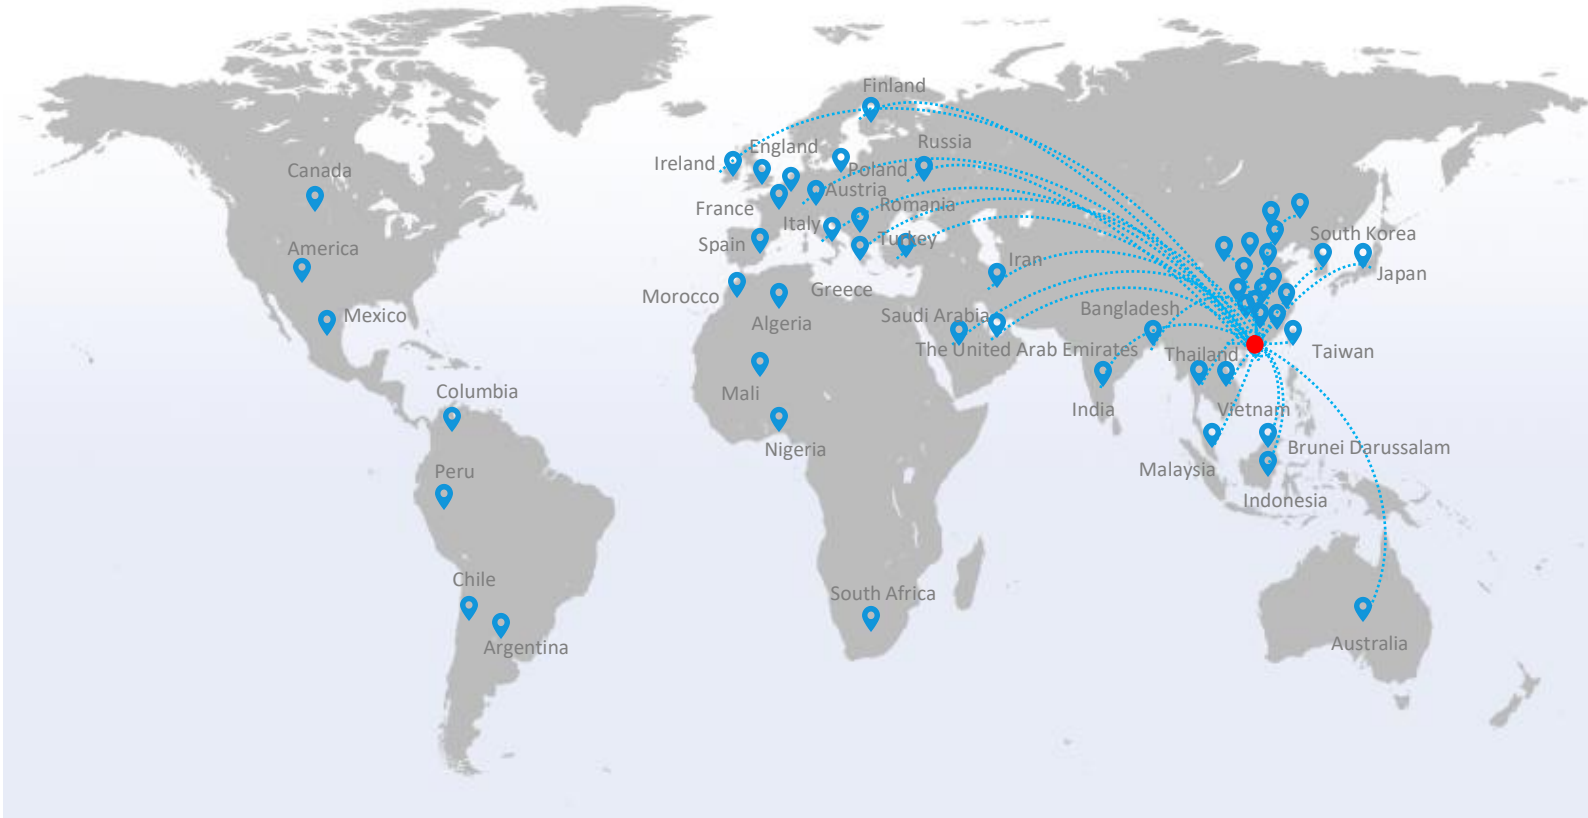 Finland
England
Russia
Ireland
Poland
Canada
Austria
France
Romania
Italy
Spain
Turkey
South Korea
America
Iran
Japan
Morocco
Greece
Mexico
Algeria
Saudi Arabia
Bangladesh
The United Arab Emirates
Thailand
Taiwan
Columbia
Mali
India
Vietnam
Nigeria
Brunei Darussalam
Peru
Malaysia
Indonesia
Chile
South Africa
Argentina
Australia